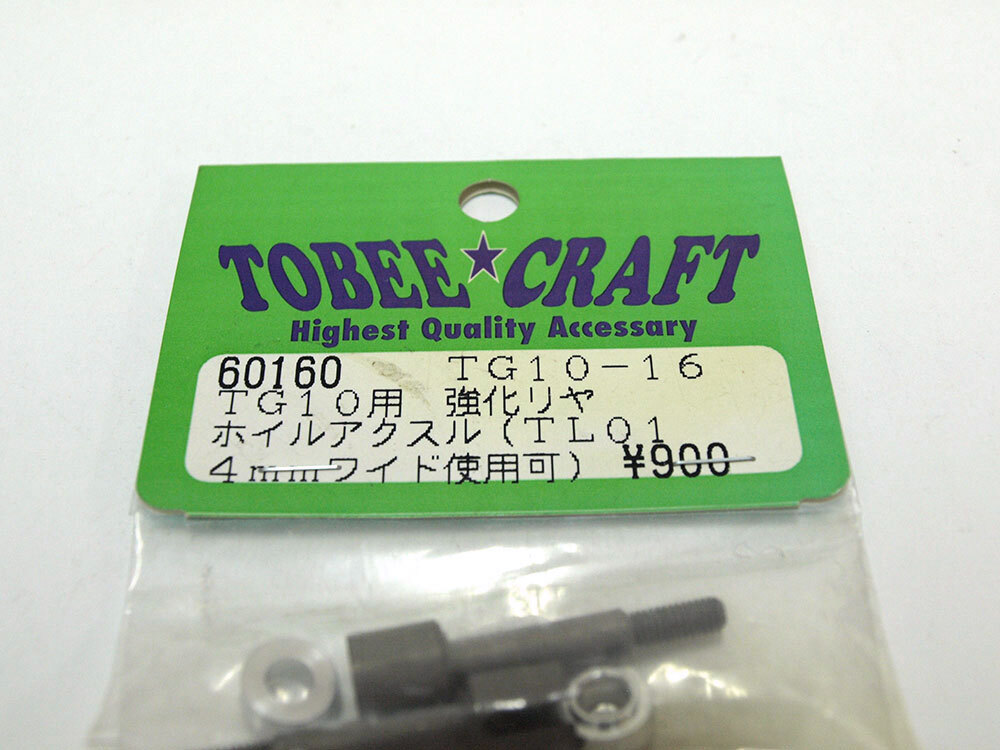 TOBEE★CRAFT
Highest Quality Accessary
60160 TG10-16
TG10用 強化リヤ
ホイルアクスル(TL01
4mmワイド使用可) ¥900